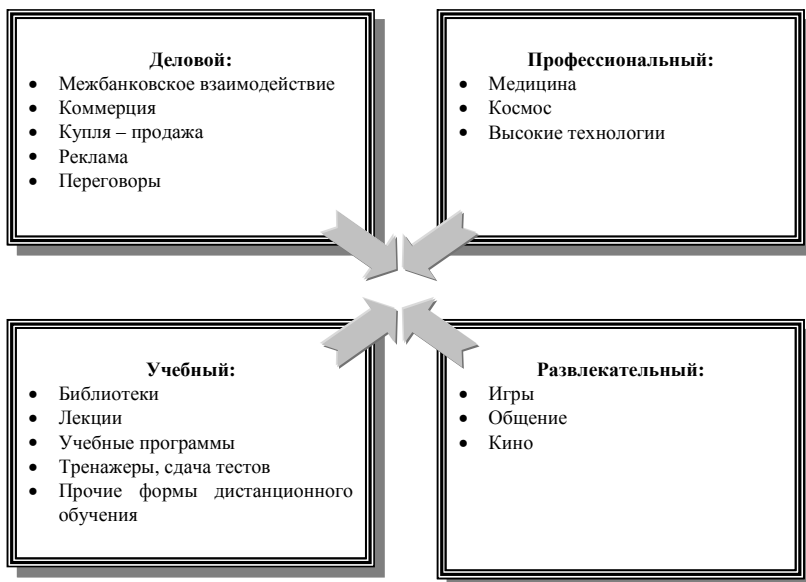 Деловой:
• Межбанковское взаимодействие
• Коммерция
• Купля – продажа
• Реклама
• Переговоры
Профессиональный:
• Медицина
• Космос
• Высокие технологии
Учебный:
• Библиотеки
• Лекции
• Учебные программы
• Тренажеры, сдача тестов
• Прочие формы дистанционного
обучения
Развлекательный:
• Игры
• Общение
• Кино